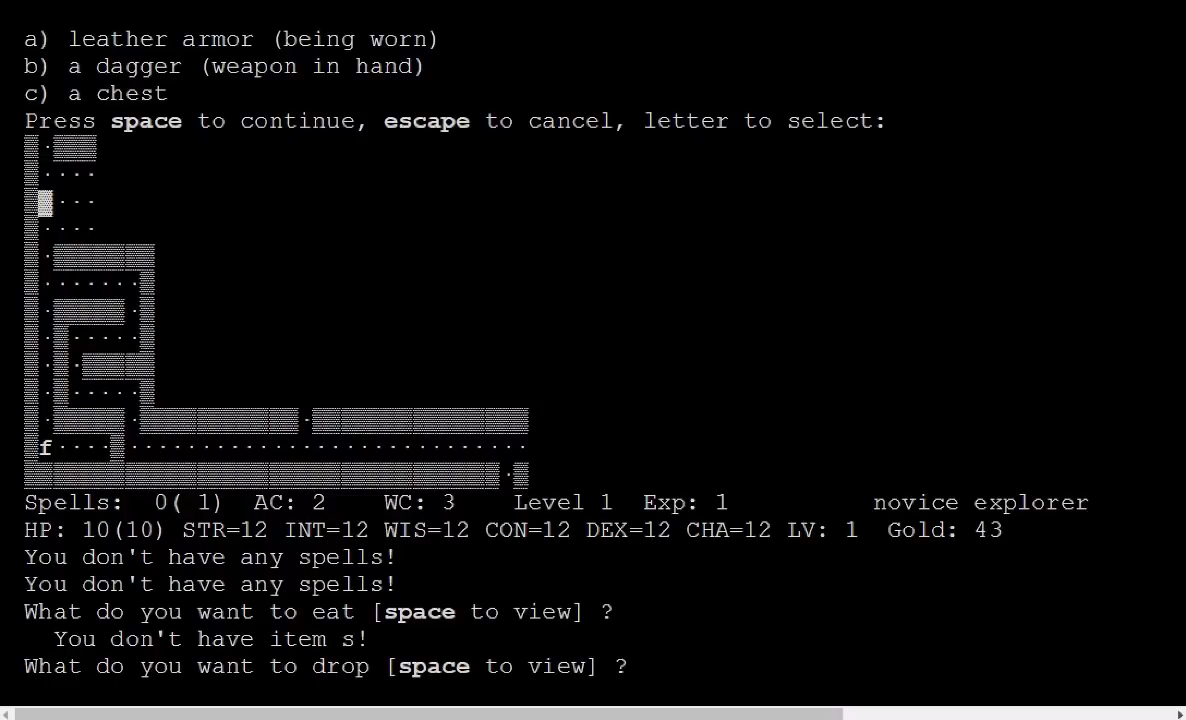 a) leather armor (being worn)
b) a dagger (weapon in hand)
c) a chest
Press space to continue, escape to cancel, letter to select:
f
Spells: 0( 1) AC: 2 WC: 3 Level 1 Exp: 1 novice explorer
HP: 10(10) STR=12 INT=12 WIS=12 CON=12 DEX=12 CHA=12 LV: 1 Gold: 43
You don't have any spells!
You don't have any spells!
What do you want to eat [space to view] ?
You don't have item s!
What do you want to drop [space to view] ?